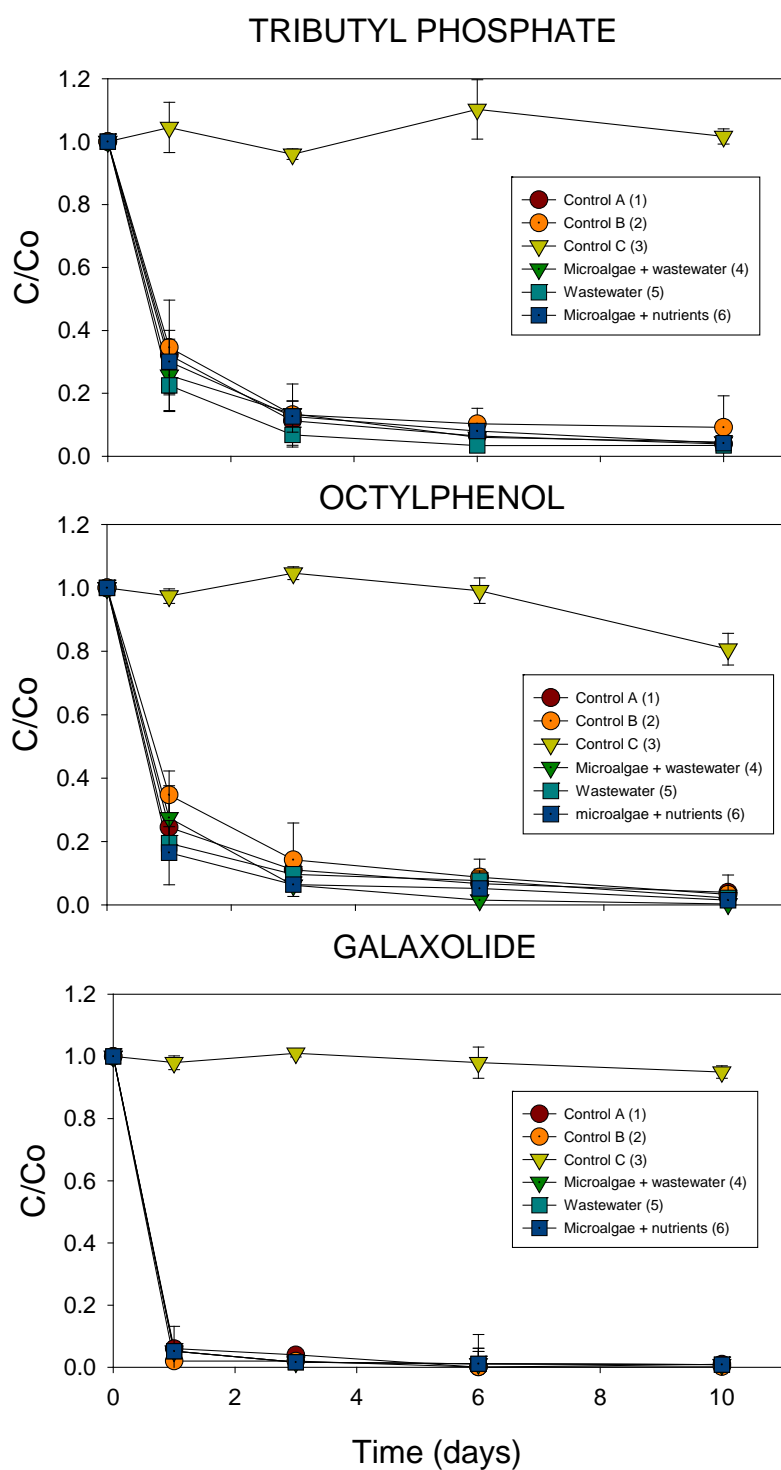 TRIBUTYL PHOSPHATE
1.2
1.0
0.8
0.6
0.4
0.2
0.0
C/Co
Control A (1)
Control B (2)
Control C (3)
Microalgae + wastewater (4)
Wastewater (5)
Microalgae + nutrients (6)
OCTYLPHENOL
1.2
1.0
0.8
0.6
0.4
0.2
0.0
C/Co
Control A (1)
Control B (2)
Control C (3)
Microalgae + wastewater (4)
Wastewater (5)
microalgae + nutrients (6)
GALAXOLIDE
1.2
1.0
0.8
0.6
0.4
0.2
0.0
C/Co
Control A (1)
Control B (2)
Control C (3)
Microalgae + wastewater (4)
Wastewater (5)
Microalgae + nutrients (6)
0 2 4 6 8 10
Time (days)